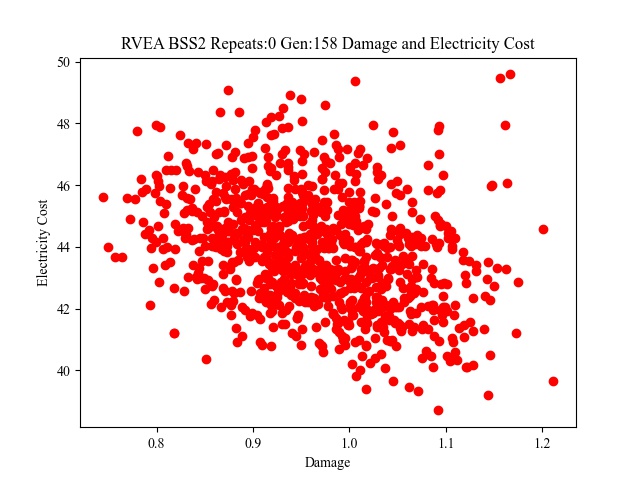 RVEA BSS2 Repeats:0 Gen:158 Damage and Electricity Cost
50
48
46
44
42
40
Electricity Cost
0.8 0.9 1.0 1.1 1.2
Damage